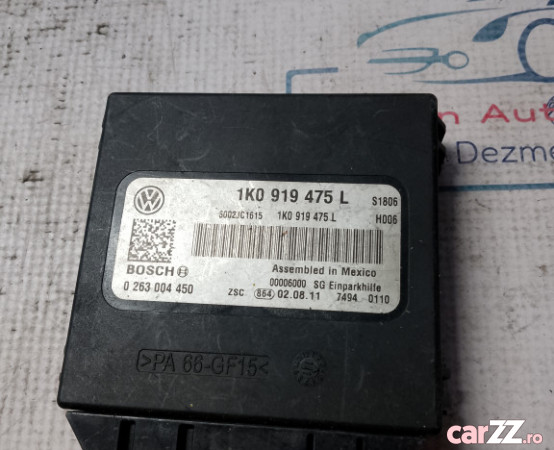 n Aut
Dezme
1K0 919 475 L S1806
5002JC1615 1K0 919 475 L H006
BOSCH Assembled in Mexico
00006000 SG Einparkhilfe
0 263 004 450 ZSC 864 02.08.11 7494 0110
>PA 66-GF15<
carZZ.ro